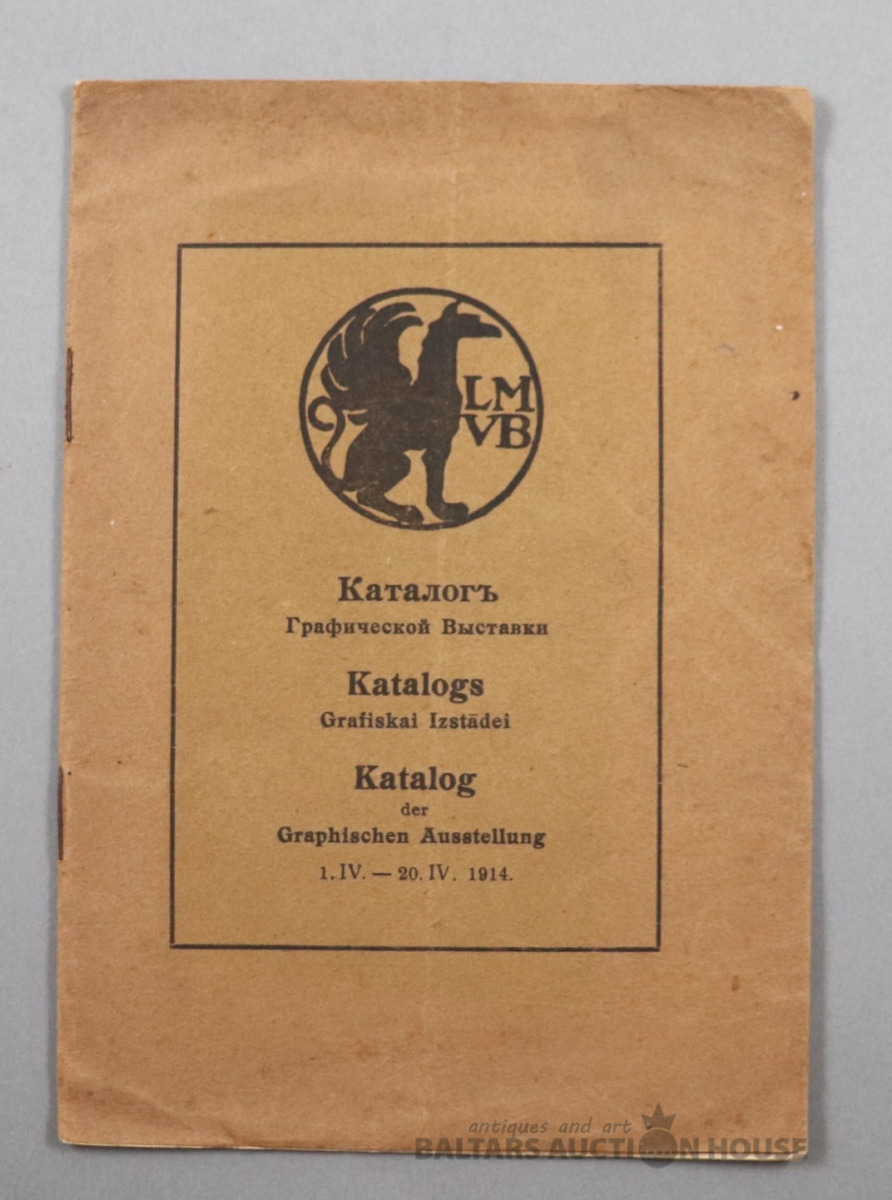 LM
VB
Каталогъ
Графической Выставки
Katalogs
Grafiskai Izstādei
Katalog
der
Graphischen Ausstellung
1. IV. — 20. IV. 1914.
antiques and art
BALTARS AUCTION HOUSE